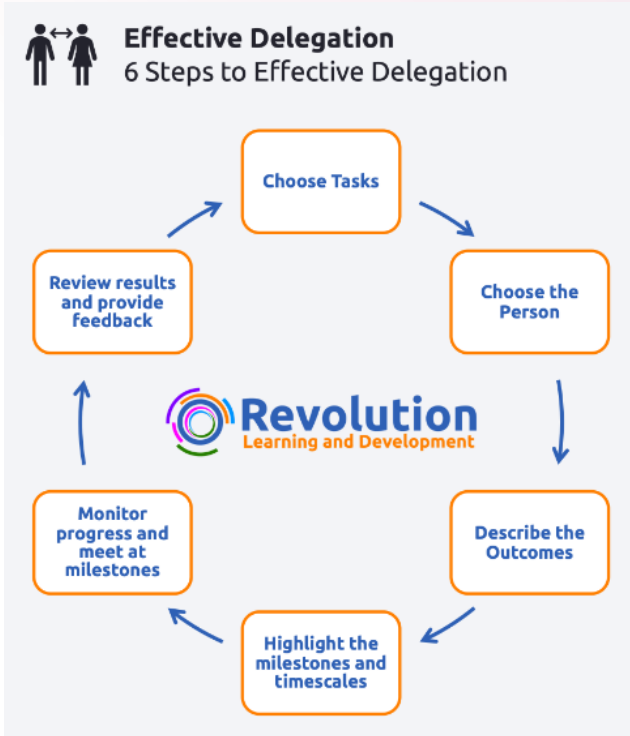 Effective Delegation
6 Steps to Effective Delegation
Choose Tasks
Choose the
Person
Describe the
Outcomes
Highlight the
milestones and
timescales
Monitor
progress and
meet at
milestones
Review results
and provide
feedback
Revolution
Learning and Development